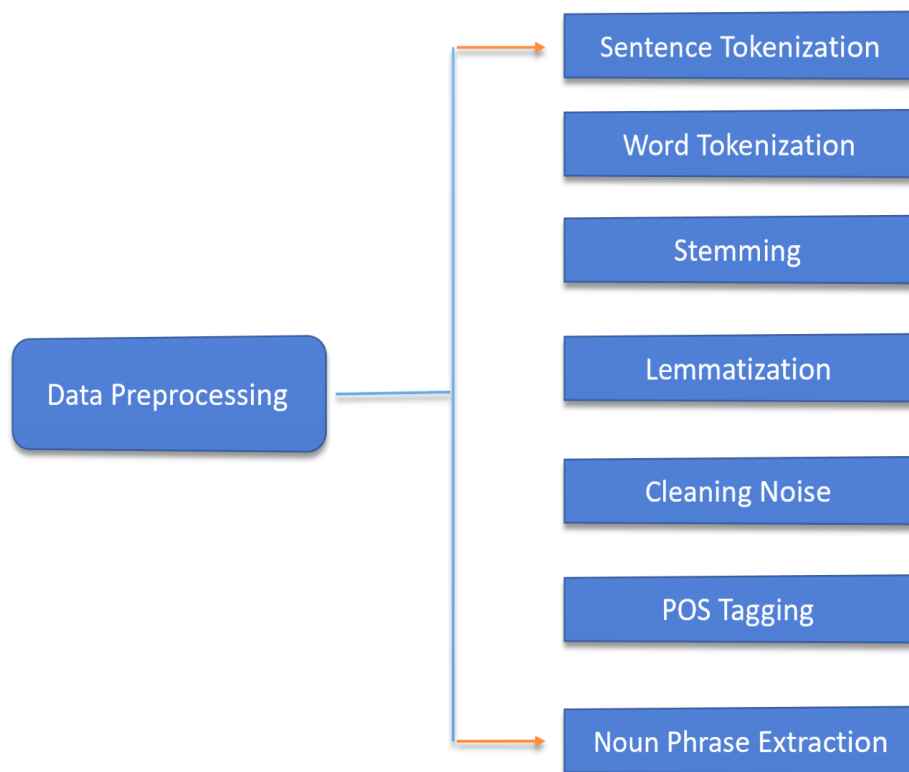 Sentence Tokenization
Word Tokenization
Stemming
Lemmatization
Data Preprocessing
Cleaning Noise
POS Tagging
Noun Phrase Extraction